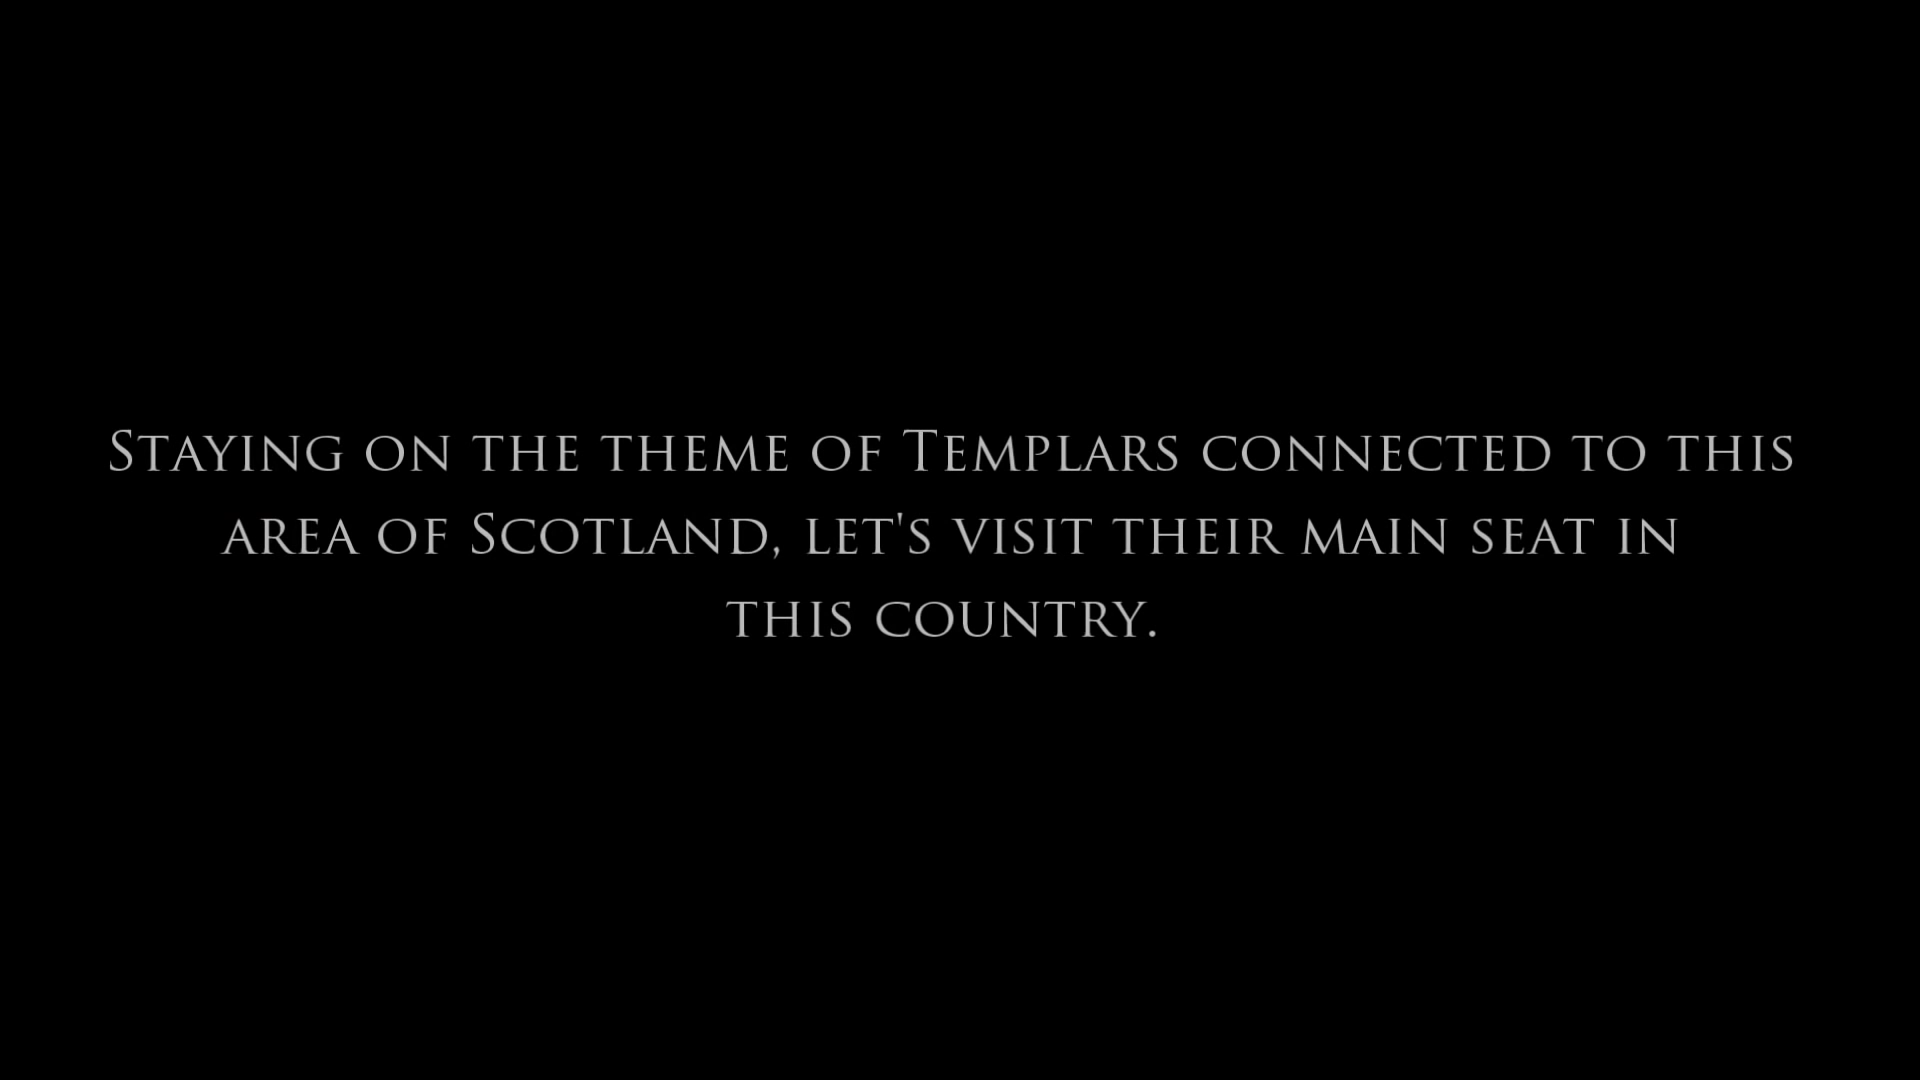 Staying on the theme of Templars connected to this
area of Scotland, let's visit their main seat in
this country.